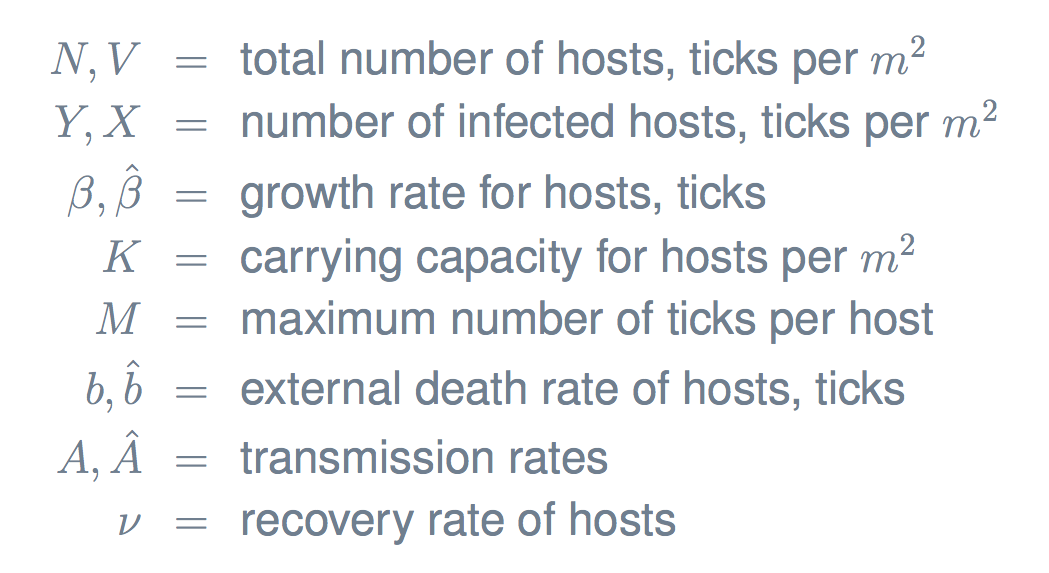 N, V = total number of hosts, ticks per m²
Y, X = number of infected hosts, ticks per m²
β, β̂ = growth rate for hosts, ticks
K = carrying capacity for hosts per m²
M = maximum number of ticks per host
b, b̂ = external death rate of hosts, ticks
A, Â = transmission rates
ν = recovery rate of hosts